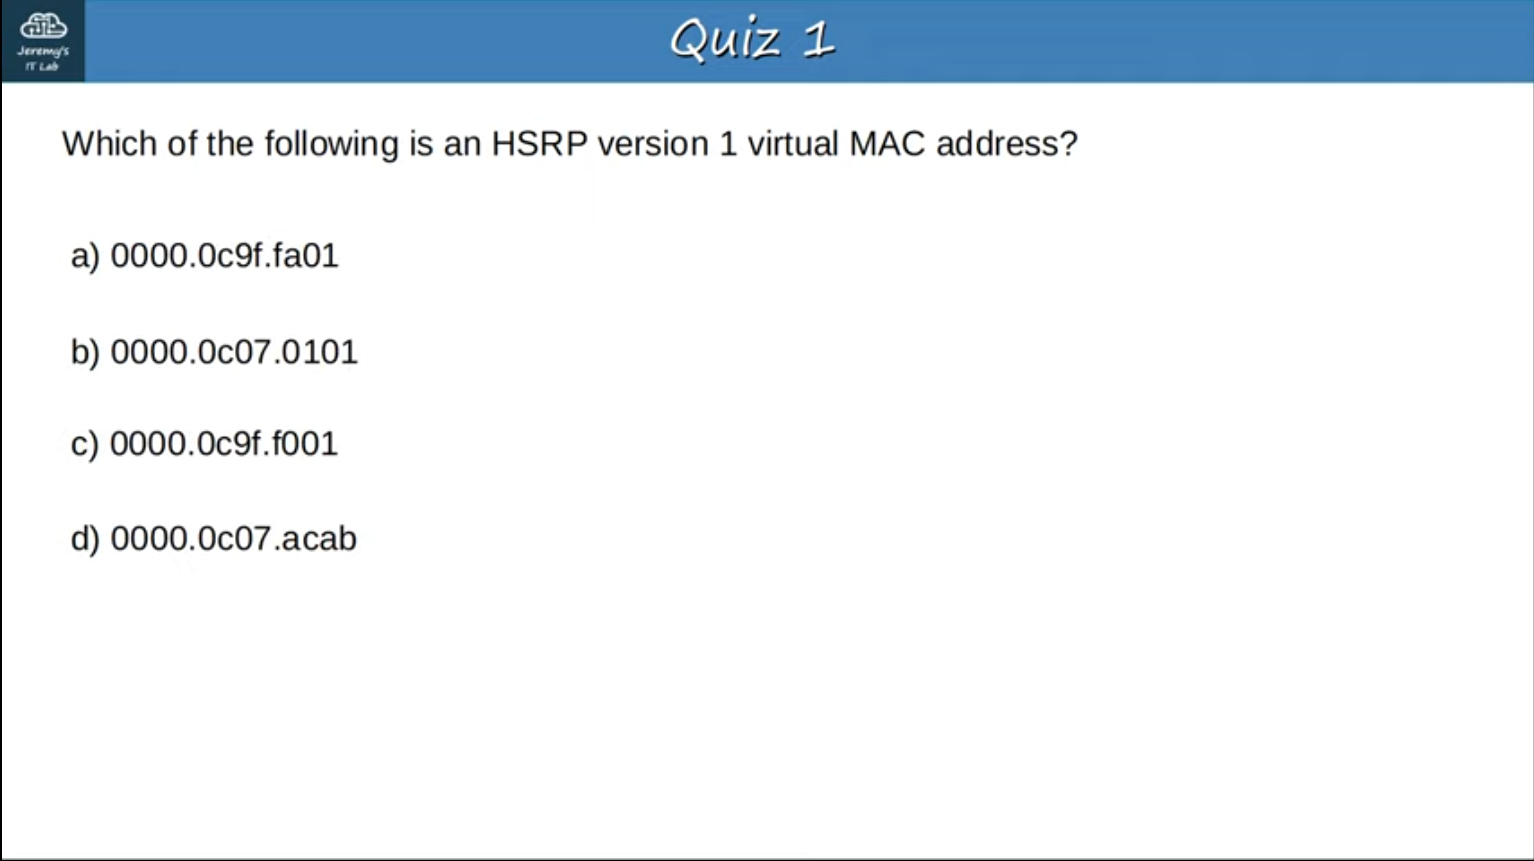 Jeremy's
IT Lab
Quiz 1
Which of the following is an HSRP version 1 virtual MAC address?
a) 0000.0c9f.fa01
b) 0000.0c07.0101
c) 0000.0c9f.f001
d) 0000.0c07.acab